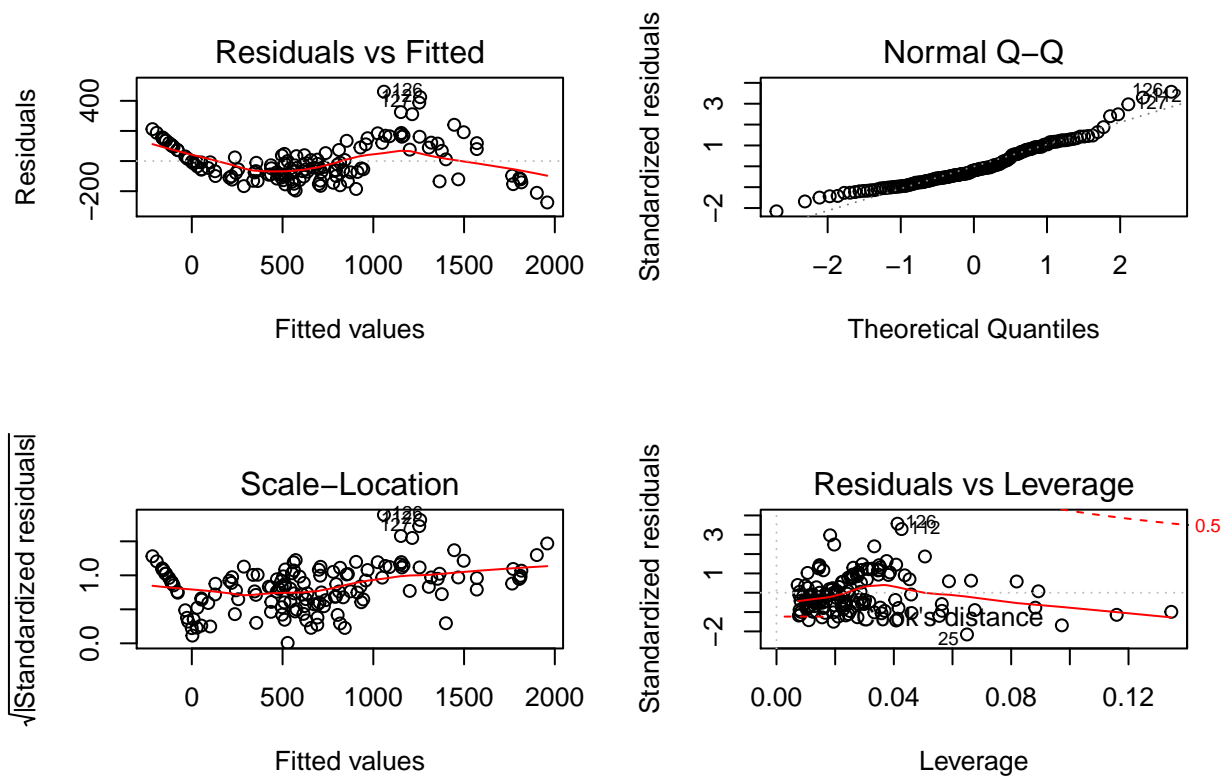 Residuals vs Fitted
Residuals
400
−200
126
127
0 500 1000 1500 2000
Fitted values
Normal Q−Q
Standardized residuals
3
1
−2
126
112
127
−2 −1 0 1 2
Theoretical Quantiles
Scale−Location
√|Standardized residuals|
1.0
0.0
126
127
0 500 1000 1500 2000
Fitted values
Residuals vs Leverage
Standardized residuals
3
1
−2
126
112
0.5
ok's distance
25
0.00 0.04 0.08 0.12
Leverage